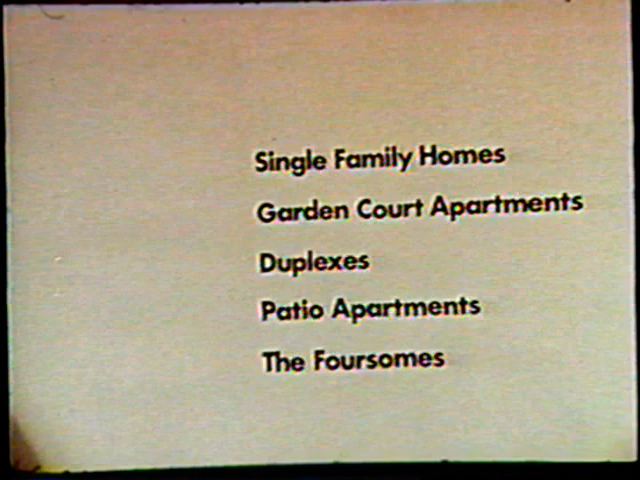 Single Family Homes
Garden Court Apartments
Duplexes
Patio Apartments
The Foursomes